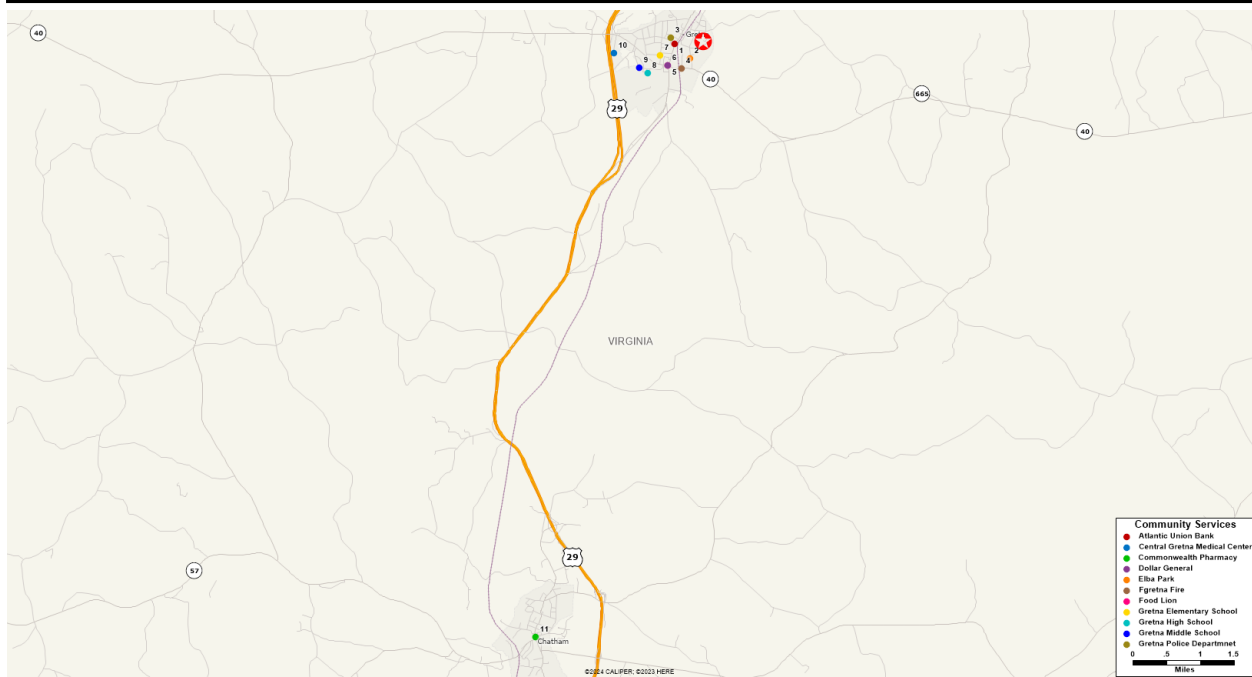 40
3
Gretna
10
7
1
2
9
6
8
4
5
40
29
665
40
VIRGINIA
57
29
11
Chatham
Community Services
Atlantic Union Bank
Central Gretna Medical Center
Commonwealth Pharmacy
Dollar General
Elba Park
Fgretna Fire
Food Lion
Gretna Elementary School
Gretna High School
Gretna Middle School
Gretna Police Departmnet
0 .5 1 1.5
Miles
©2024 CALIPER; ©2023 HERE